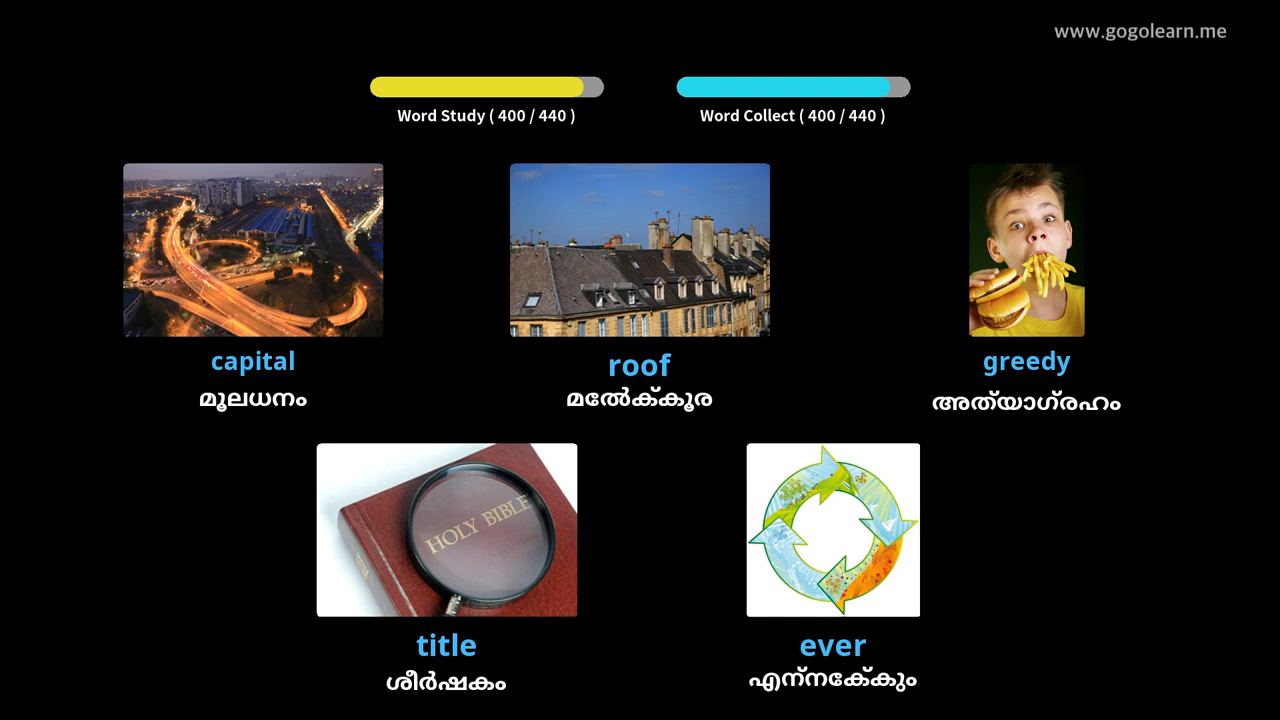 www.gogolearn.me
Word Study ( 400 / 440 )
Word Collect ( 400 / 440 )
capital
മൂലധനം
roof
മേൽക്കൂര
greedy
അത്യാഗ്രഹം
HOLY BIBLE
title
ശീർഷകം
ever
എന്നേക്കും